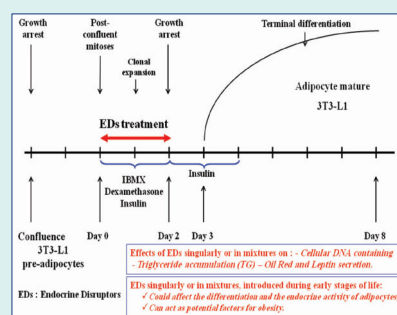 Growth
arrest
Post-
confluent
mitoses
Growth
arrest
Terminal differentiation
Clonal
expansion
Adipocyte mature
3T3-L1
EDs treatment
IBMX
Dexamethasone
Insulin
Insulin
Confluence
3T3-L1
pre-adipocytes
Day 0
Day 2
Day 3
Day 8
Effects of EDs singularly or in mixtures on : - Cellular DNA containing
- Triglyceride accumulation (TG) – Oil Red and Leptin secretion.
EDs : Endocrine Disruptors
EDs singularly or in mixtures, introduced during early stages of life:
✓ Could affect the differentiation and the endocrine activity of adipocytes
✓ Can act as potential factors for obesity.